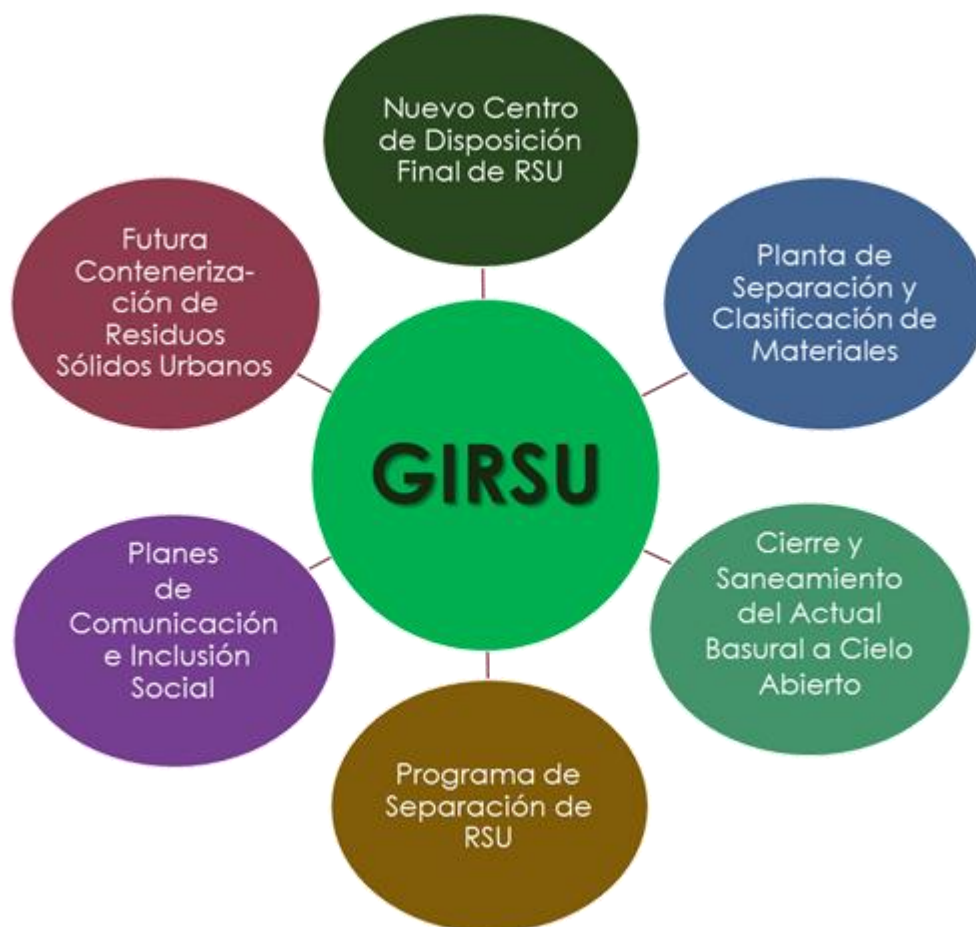 Nuevo Centro
de Disposición
Final de RSU
Planta de
Separación y
Clasificación de
Materiales
Cierre y
Saneamiento
del Actual
Basural a Cielo
Abierto
Programa de
Separación de
RSU
Planes
de
Comunicación
e Inclusión
Social
Futura
Conteneriza-
ción de
Residuos
Sólidos Urbanos
GIRSU